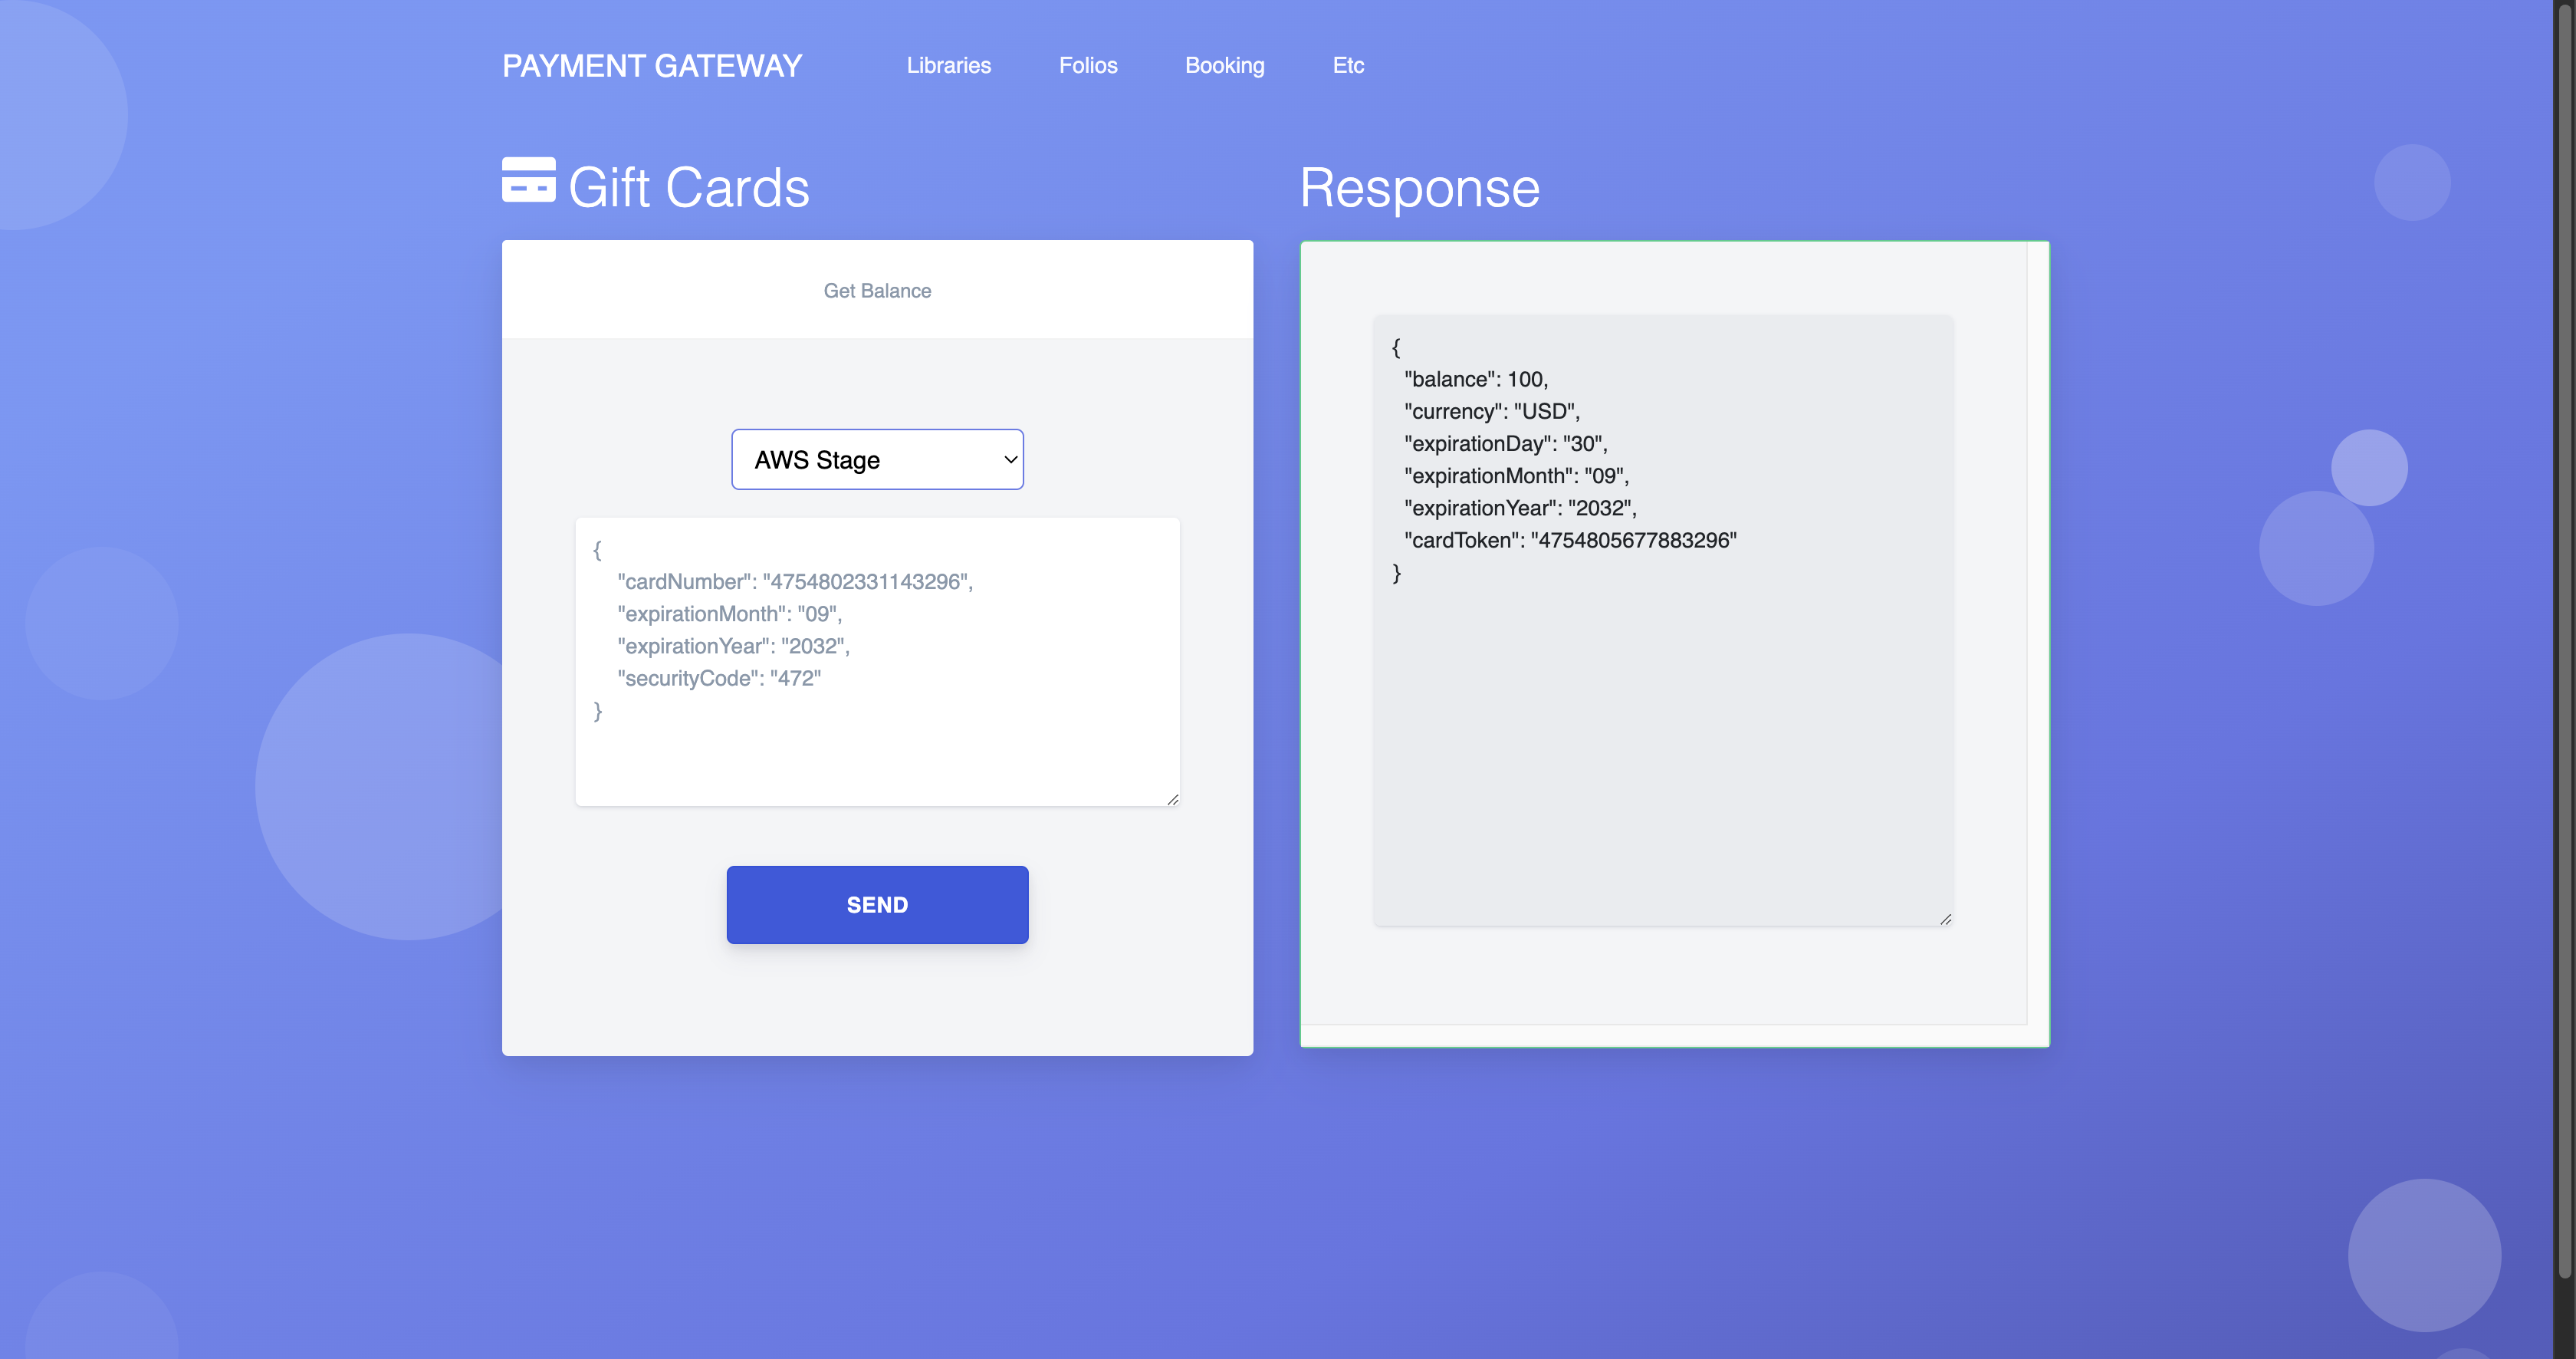 PAYMENT GATEWAY
Libraries
Folios
Booking
Etc
Gift Cards
Get Balance
AWS Stage
{
"cardNumber": "4754802331143296",
"expirationMonth": "09",
"expirationYear": "2032",
"securityCode": "472"
}
SEND
Response
{
"balance": 100,
"currency": "USD",
"expirationDay": "30",
"expirationMonth": "09",
"expirationYear": "2032",
"cardToken": "4754805677883296"
}